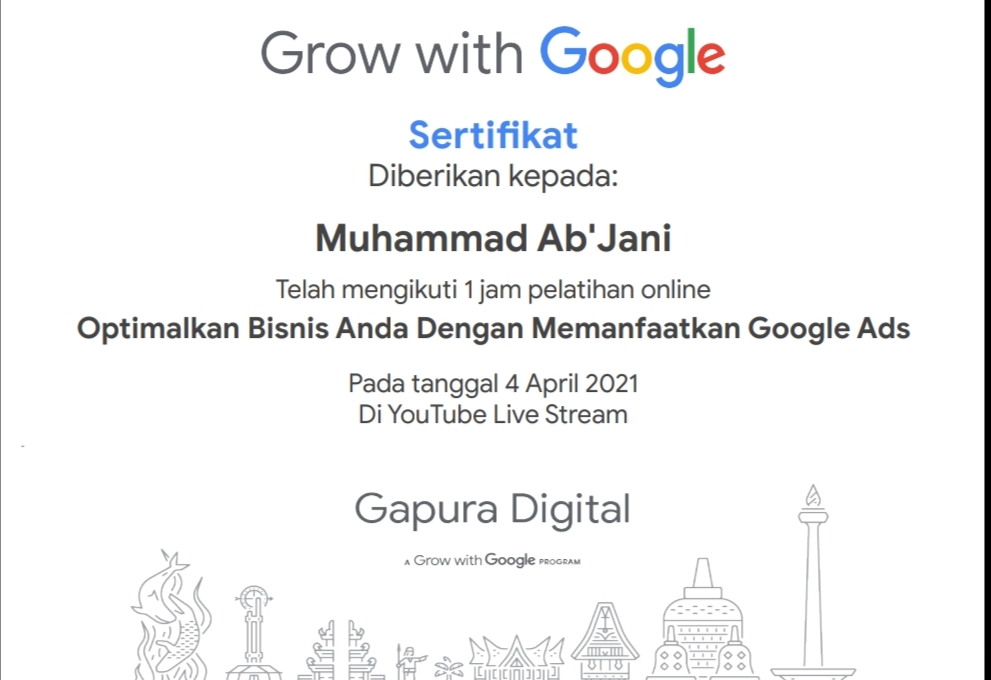 Grow with Google
Sertifikat
Diberikan kepada:
Muhammad Ab'Jani
Telah mengikuti 1 jam pelatihan online
Optimalkan Bisnis Anda Dengan Memanfaatkan Google Ads
Pada tanggal 4 April 2021
Di YouTube Live Stream
Gapura Digital
A Grow with Google PROGRAM